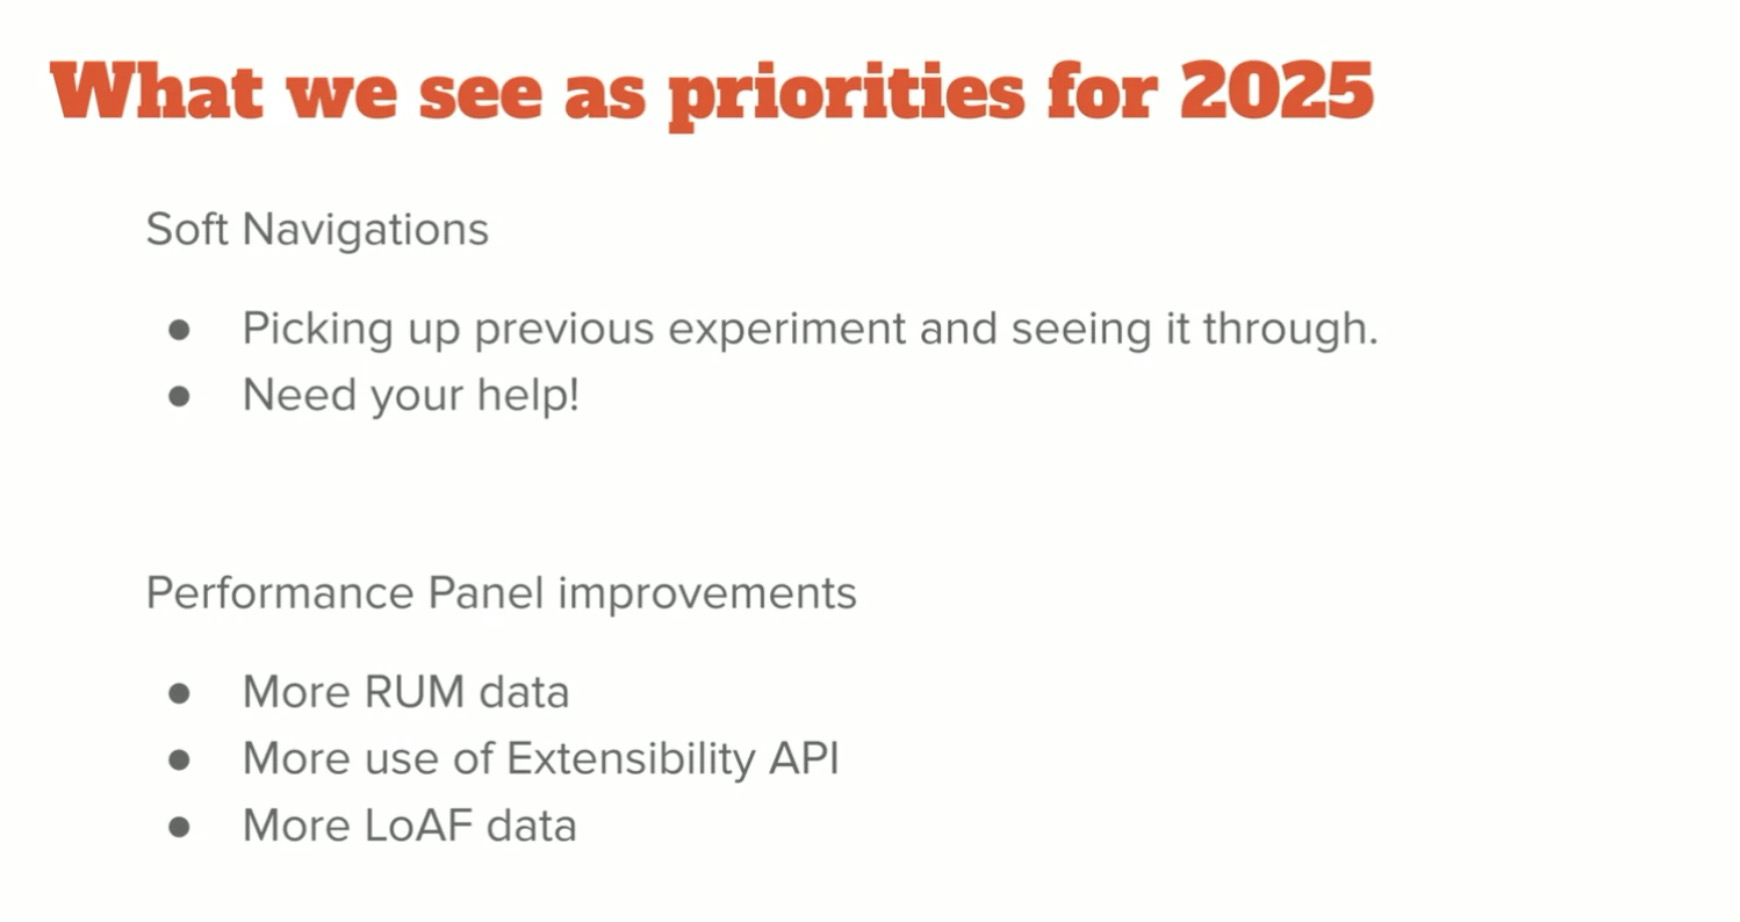 What we see as priorities for 2025
Soft Navigations
● Picking up previous experiment and seeing it through.
● Need your help!
Performance Panel improvements
● More RUM data
● More use of Extensibility API
● More LoAF data